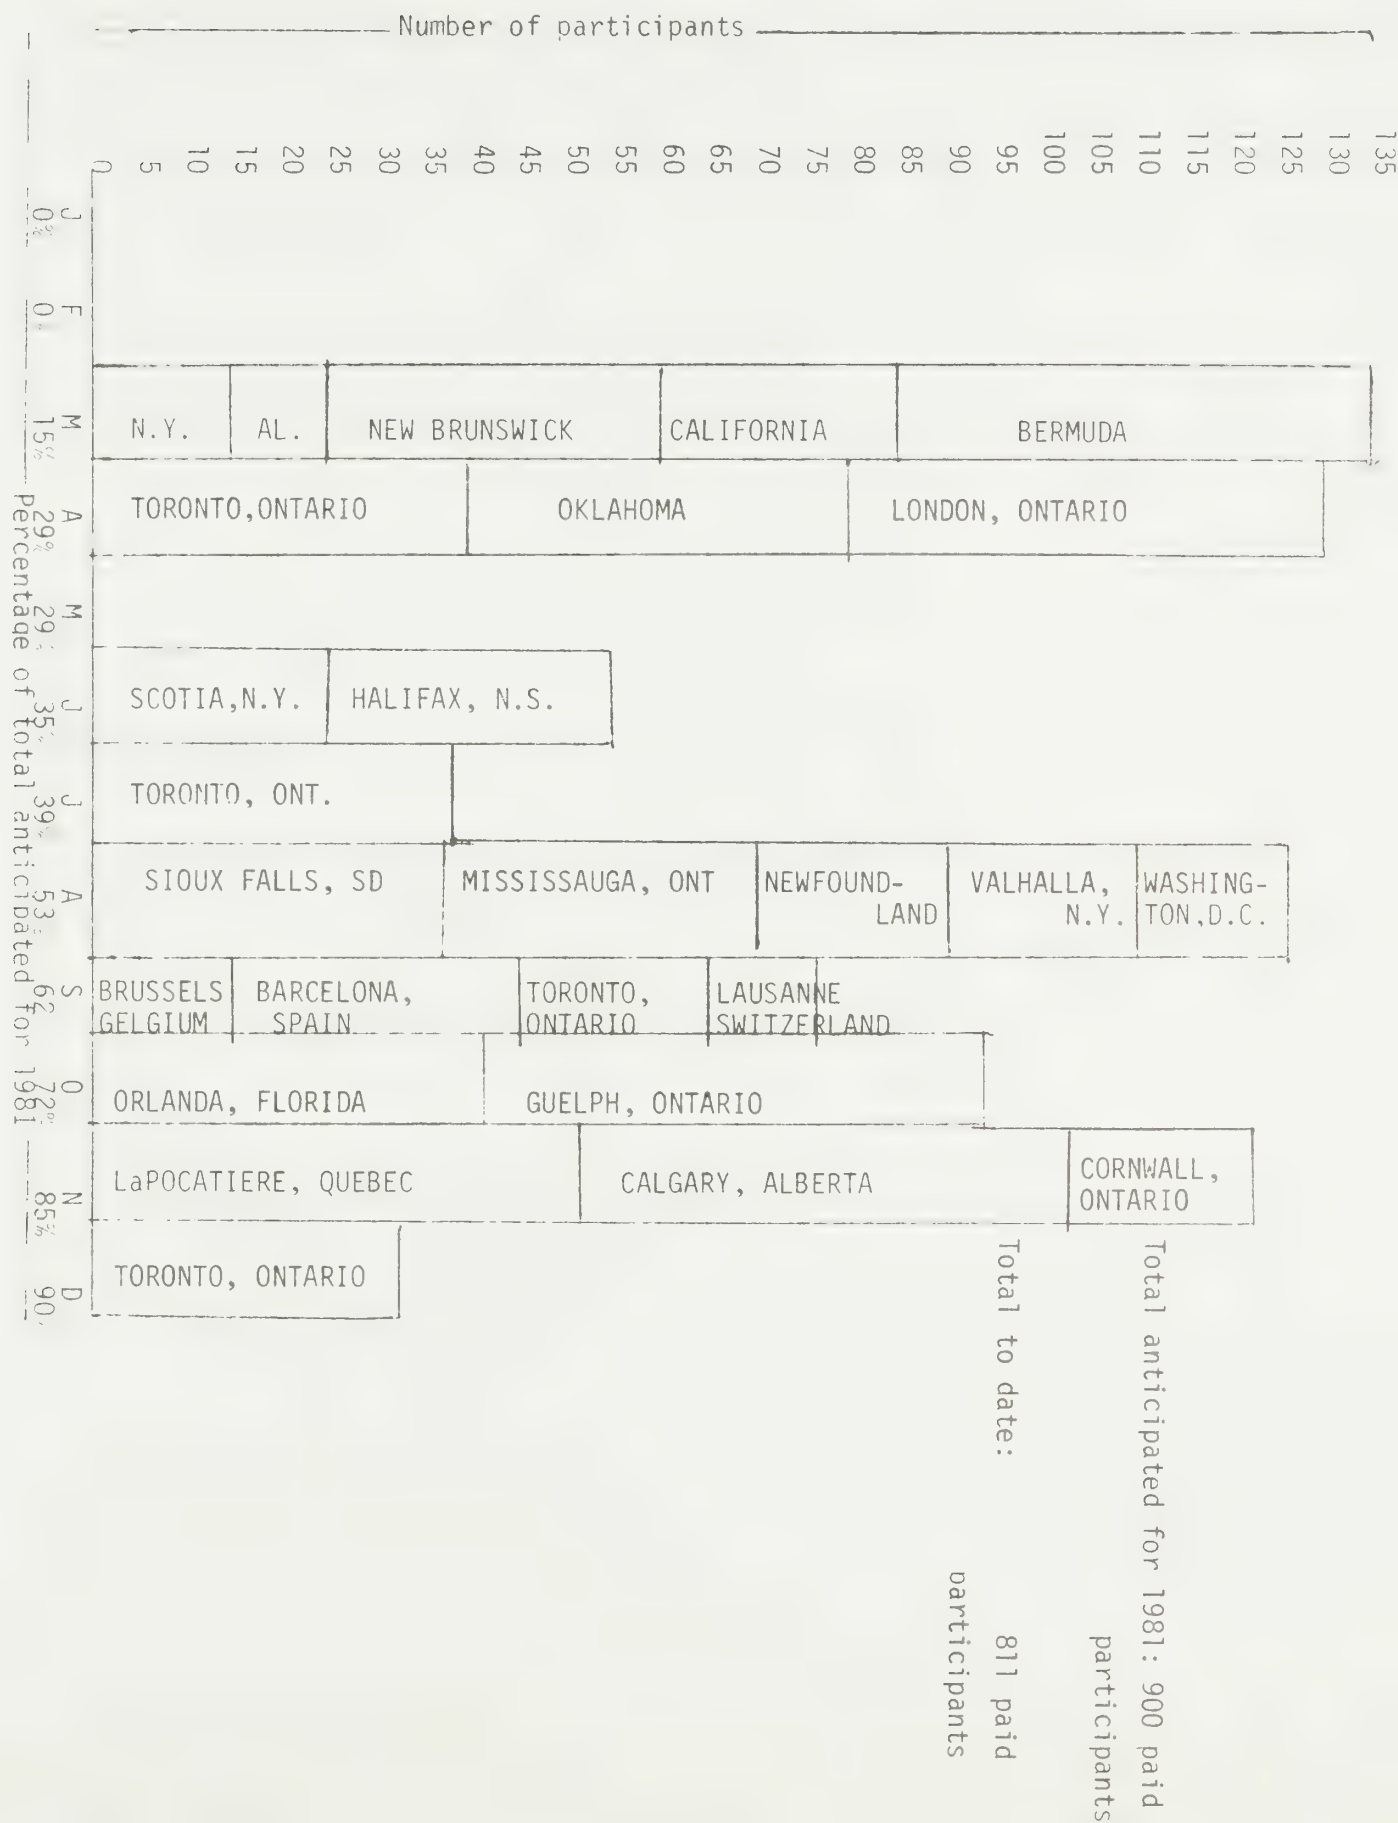 Number of participants
0
5
10
15
20
25
30
35
40
45
50
55
60
65
70
75
80
85
90
95
100
105
110
115
120
125
130
135
J
F
M
A
M
J
J
A
S
O
N
D
0%
0
15%
29%
29%
35%
39%
53%
62
72%
85%
90
Percentage of total anticipated for 1981
N.Y.
AL.
NEW BRUNSWICK
CALIFORNIA
BERMUDA
TORONTO,ONTARIO
OKLAHOMA
LONDON, ONTARIO
SCOTIA,N.Y.
HALIFAX, N.S.
TORONTO, ONT.
SIOUX FALLS, SD
MISSISSAUGA, ONT
NEWFOUND-
LAND
VALHALLA,
N.Y.
WASHING-
TON,D.C.
BRUSSELS
GELGIUM
BARCELONA,
SPAIN
TORONTO,
ONTARIO
LAUSANNE
SWITZERLAND
ORLANDA, FLORIDA
GUELPH, ONTARIO
LaPOCATIERE, QUEBEC
CALGARY, ALBERTA
CORNWALL,
ONTARIO
TORONTO, ONTARIO
Total anticipated for 1981: 900 paid
participants
Total to date: 811 paid
participants